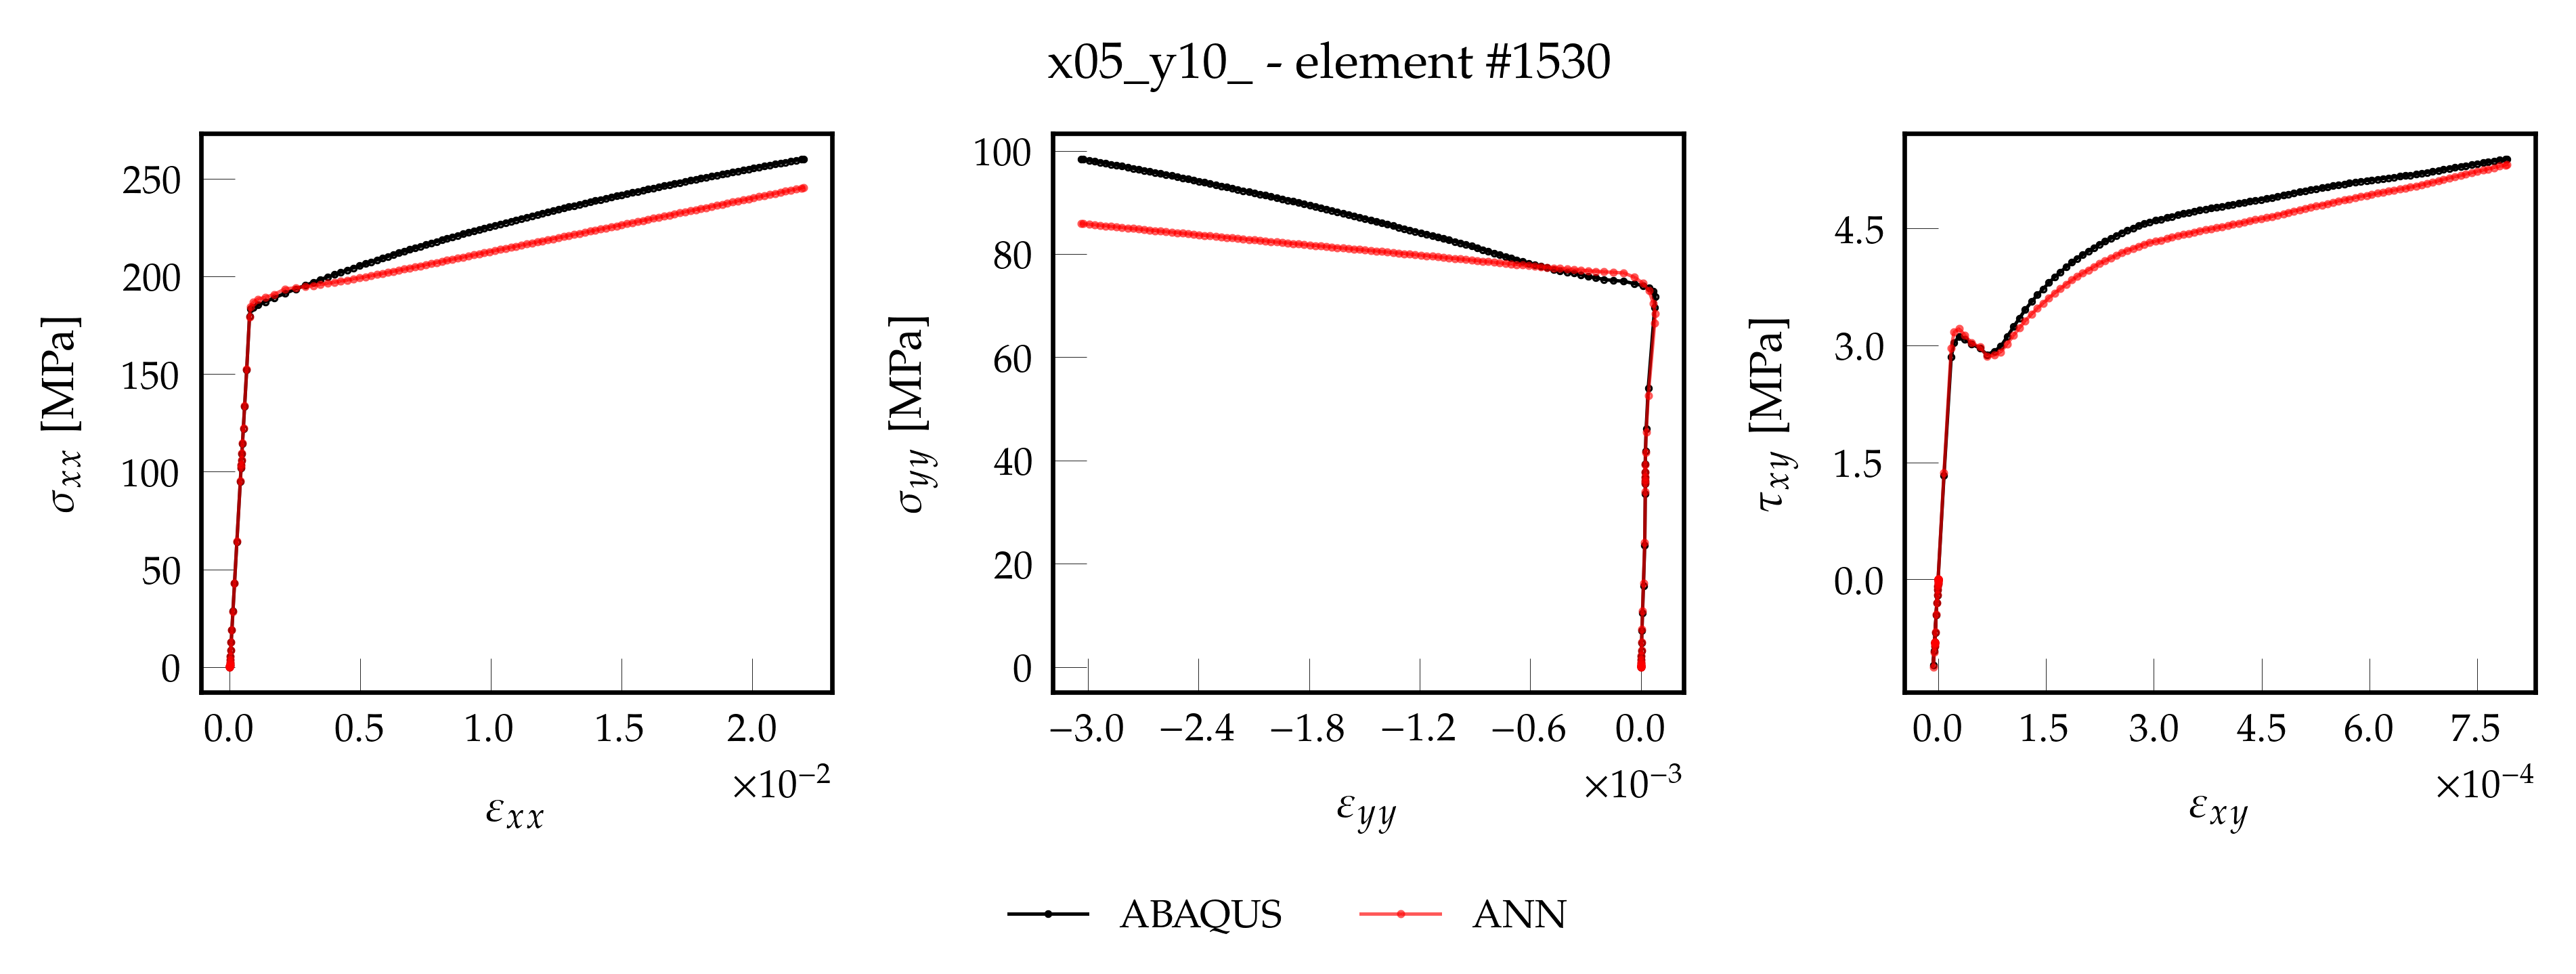 x05_y10_ - element #1530
σxx [MPa]
250
200
150
100
50
0
0.0 0.5 1.0 1.5 2.0
×10−2
εxx
σyy [MPa]
100
80
60
40
20
0
−3.0 −2.4 −1.8 −1.2 −0.6 0.0
×10−3
εyy
τxy [MPa]
4.5
3.0
1.5
0.0
0.0 1.5 3.0 4.5 6.0 7.5
×10−4
εxy
ABAQUS ANN